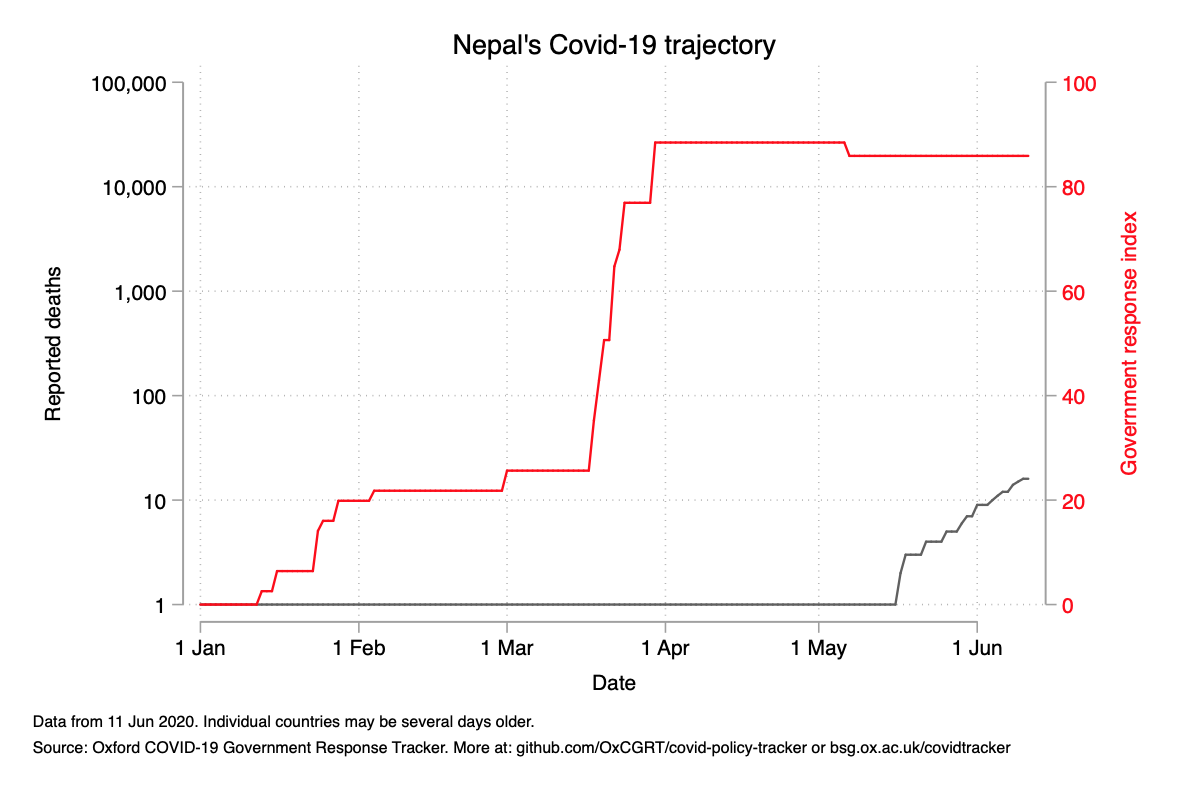 Nepal's Covid-19 trajectory
100,000
10,000
1,000
100
10
1
Reported deaths
100
80
60
40
20
0
Government response index
1 Jan 1 Feb 1 Mar 1 Apr 1 May 1 Jun
Date
Data from 11 Jun 2020. Individual countries may be several days older.
Source: Oxford COVID-19 Government Response Tracker. More at: github.com/OxCGRT/covid-policy-tracker or bsg.ox.ac.uk/covidtracker